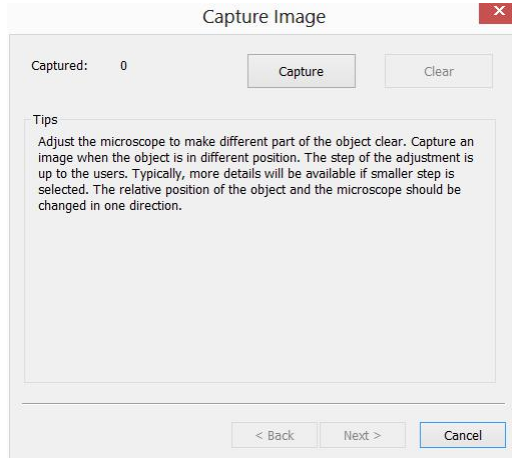 Capture Image
Captured: 0 Capture Clear
Tips
Adjust the microscope to make different part of the object clear. Capture an
image when the object is in different position. The step of the adjustment is
up to the users. Typically, more details will be available if smaller step is
selected. The relative position of the object and the microscope should be
changed in one direction.
< Back Next > Cancel